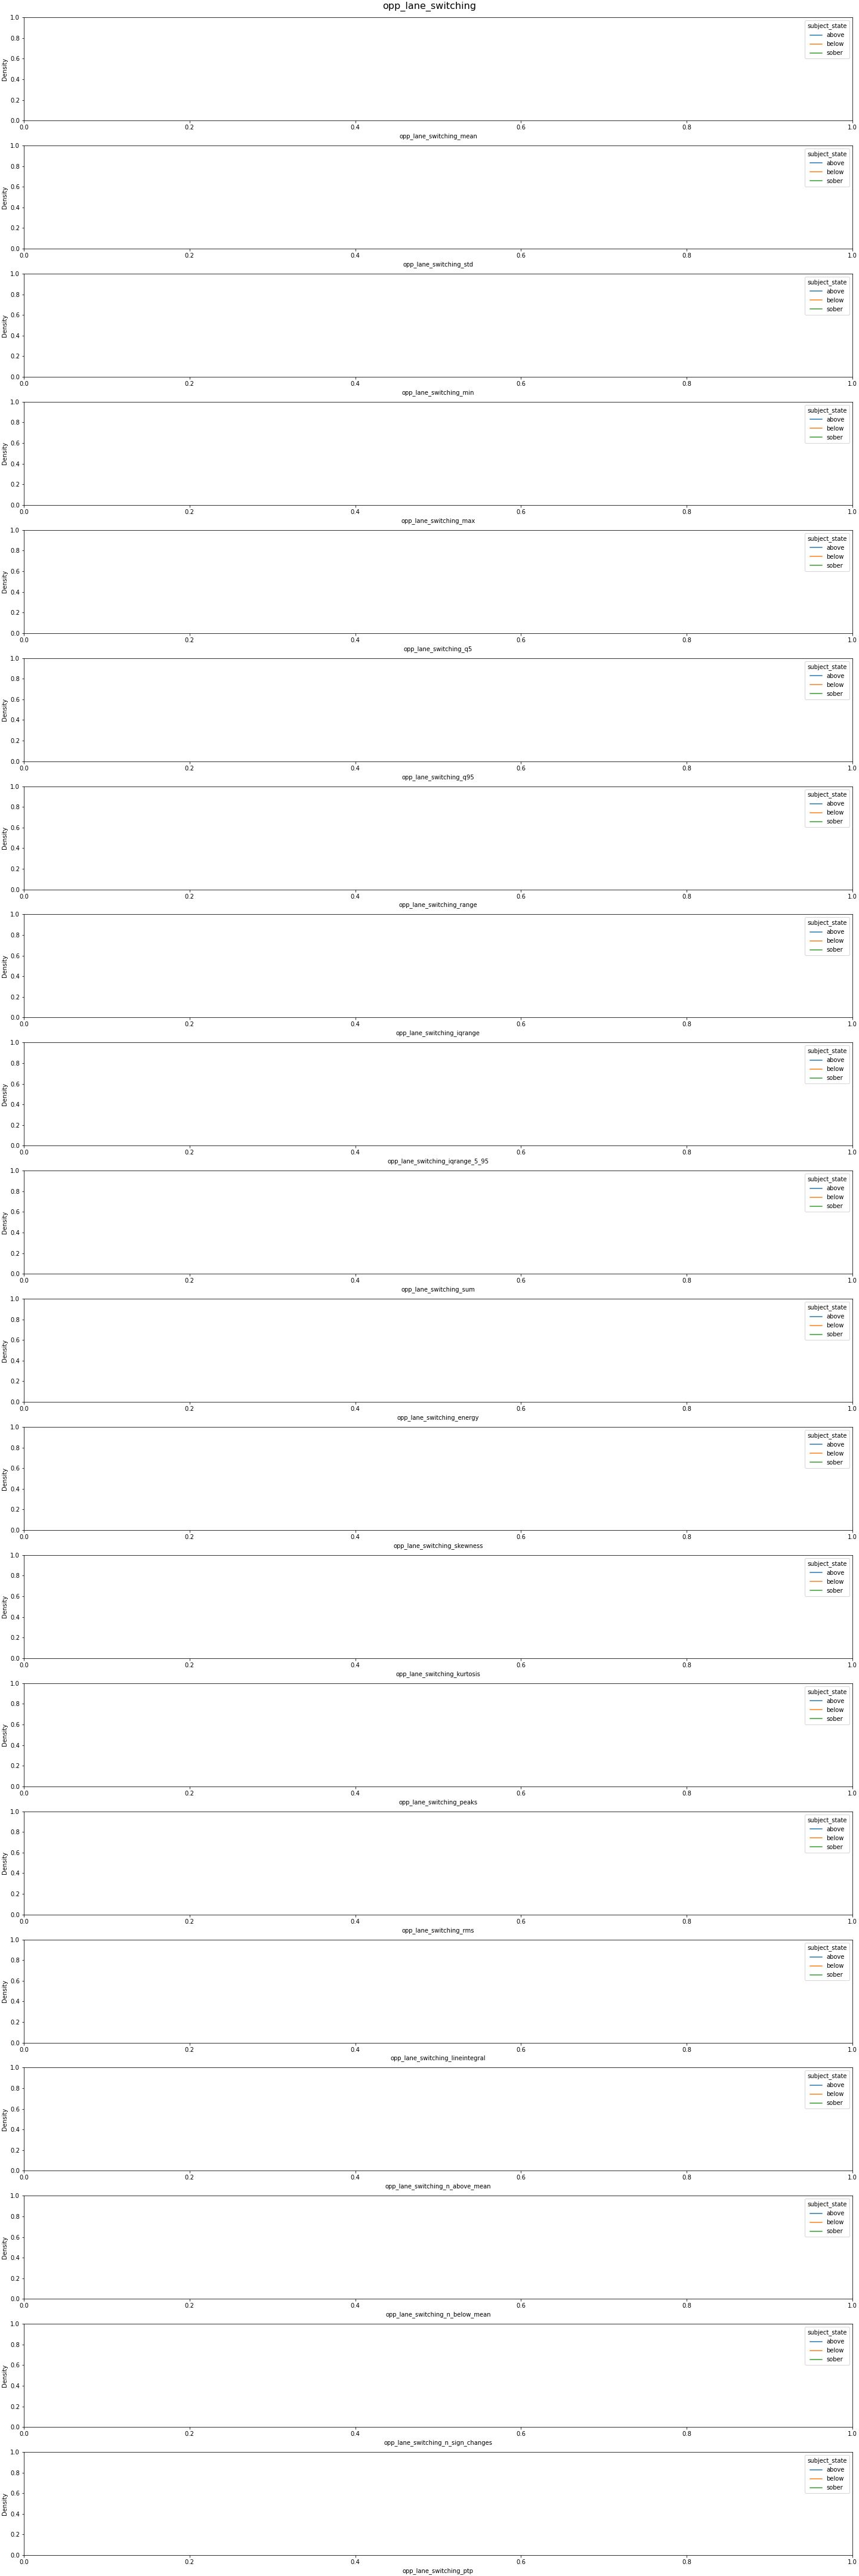 opp_lane_switching
1.0
0.8
0.6
0.4
0.2
0.0
Density
subject_state
above
below
sober
0.0 0.2 0.4 0.6 0.8 1.0
opp_lane_switching_mean
1.0
0.8
0.6
0.4
0.2
0.0
Density
subject_state
above
below
sober
0.0 0.2 0.4 0.6 0.8 1.0
opp_lane_switching_std
1.0
0.8
0.6
0.4
0.2
0.0
Density
subject_state
above
below
sober
0.0 0.2 0.4 0.6 0.8 1.0
opp_lane_switching_min
1.0
0.8
0.6
0.4
0.2
0.0
Density
subject_state
above
below
sober
0.0 0.2 0.4 0.6 0.8 1.0
opp_lane_switching_max
1.0
0.8
0.6
0.4
0.2
0.0
Density
subject_state
above
below
sober
0.0 0.2 0.4 0.6 0.8 1.0
opp_lane_switching_q5
1.0
0.8
0.6
0.4
0.2
0.0
Density
subject_state
above
below
sober
0.0 0.2 0.4 0.6 0.8 1.0
opp_lane_switching_q95
1.0
0.8
0.6
0.4
0.2
0.0
Density
subject_state
above
below
sober
0.0 0.2 0.4 0.6 0.8 1.0
opp_lane_switching_range
1.0
0.8
0.6
0.4
0.2
0.0
Density
subject_state
above
below
sober
0.0 0.2 0.4 0.6 0.8 1.0
opp_lane_switching_iqrange
1.0
0.8
0.6
0.4
0.2
0.0
Density
subject_state
above
below
sober
0.0 0.2 0.4 0.6 0.8 1.0
opp_lane_switching_iqrange_5_95
1.0
0.8
0.6
0.4
0.2
0.0
Density
subject_state
above
below
sober
0.0 0.2 0.4 0.6 0.8 1.0
opp_lane_switching_sum
1.0
0.8
0.6
0.4
0.2
0.0
Density
subject_state
above
below
sober
0.0 0.2 0.4 0.6 0.8 1.0
opp_lane_switching_energy
1.0
0.8
0.6
0.4
0.2
0.0
Density
subject_state
above
below
sober
0.0 0.2 0.4 0.6 0.8 1.0
opp_lane_switching_skewness
1.0
0.8
0.6
0.4
0.2
0.0
Density
subject_state
above
below
sober
0.0 0.2 0.4 0.6 0.8 1.0
opp_lane_switching_kurtosis
1.0
0.8
0.6
0.4
0.2
0.0
Density
subject_state
above
below
sober
0.0 0.2 0.4 0.6 0.8 1.0
opp_lane_switching_peaks
1.0
0.8
0.6
0.4
0.2
0.0
Density
subject_state
above
below
sober
0.0 0.2 0.4 0.6 0.8 1.0
opp_lane_switching_rms
1.0
0.8
0.6
0.4
0.2
0.0
Density
subject_state
above
below
sober
0.0 0.2 0.4 0.6 0.8 1.0
opp_lane_switching_lineintegral
1.0
0.8
0.6
0.4
0.2
0.0
Density
subject_state
above
below
sober
0.0 0.2 0.4 0.6 0.8 1.0
opp_lane_switching_n_above_mean
1.0
0.8
0.6
0.4
0.2
0.0
Density
subject_state
above
below
sober
0.0 0.2 0.4 0.6 0.8 1.0
opp_lane_switching_n_below_mean
1.0
0.8
0.6
0.4
0.2
0.0
Density
subject_state
above
below
sober
0.0 0.2 0.4 0.6 0.8 1.0
opp_lane_switching_n_sign_changes
1.0
0.8
0.6
0.4
0.2
0.0
Density
subject_state
above
below
sober
0.0 0.2 0.4 0.6 0.8 1.0
opp_lane_switching_ptp